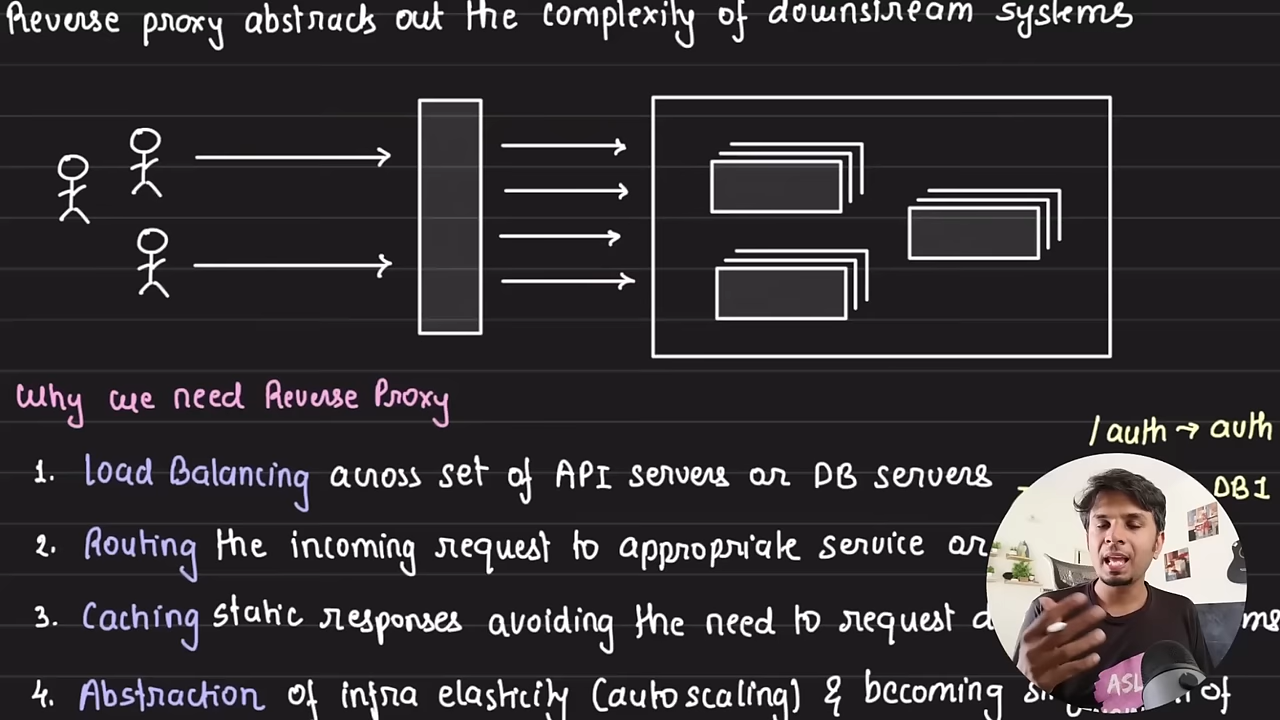 Reverse proxy abstracts out the complexity of downstream systems
Why we need Reverse Proxy
/auth → auth
1. Load Balancing across set of API servers or DB servers
DB1
2. Routing the incoming request to appropriate service or
3. Caching static responses avoiding the need to request
4. Abstraction of infra elasticity (autoscaling) & becoming of
ASL